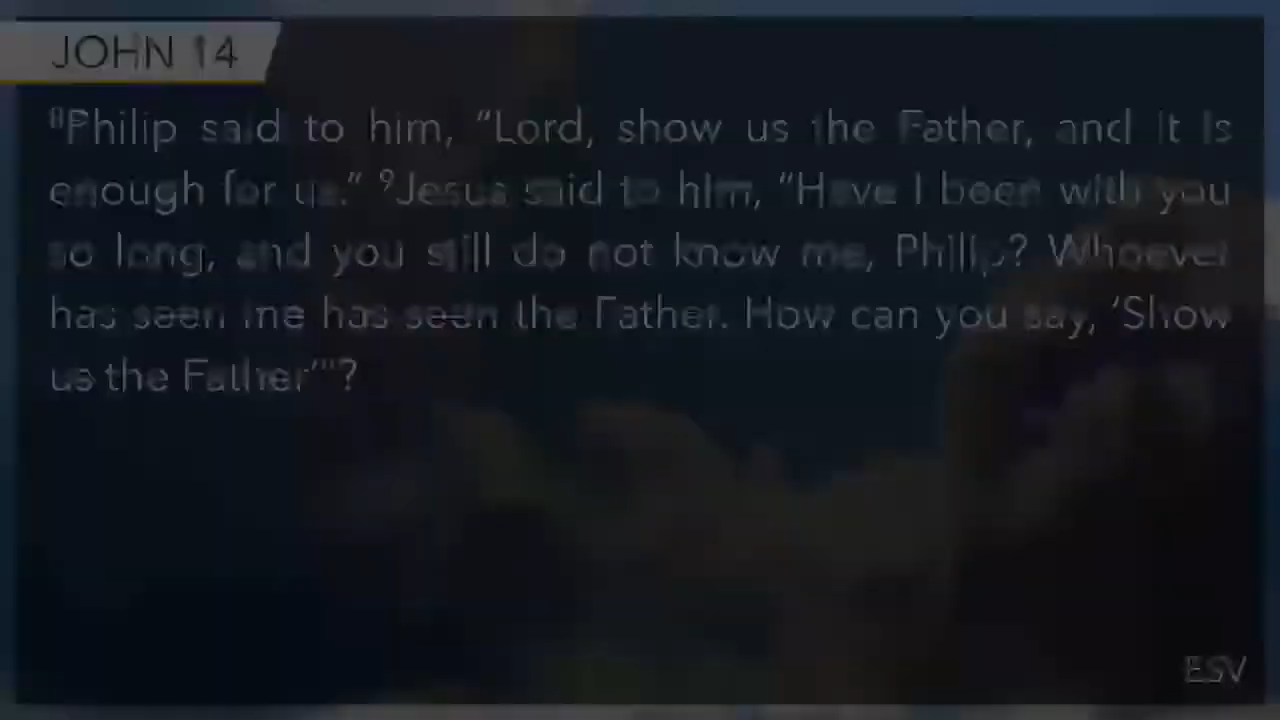 JOHN 14
⁸Philip said to him, “Lord, show us the Father, and it is
enough for us.” ⁹Jesus said to him, “Have I been with you
so long, and you still do not know me, Philip? Whoever
has seen me has seen the Father. How can you say, ‘Show
us the Father’”?
ESV